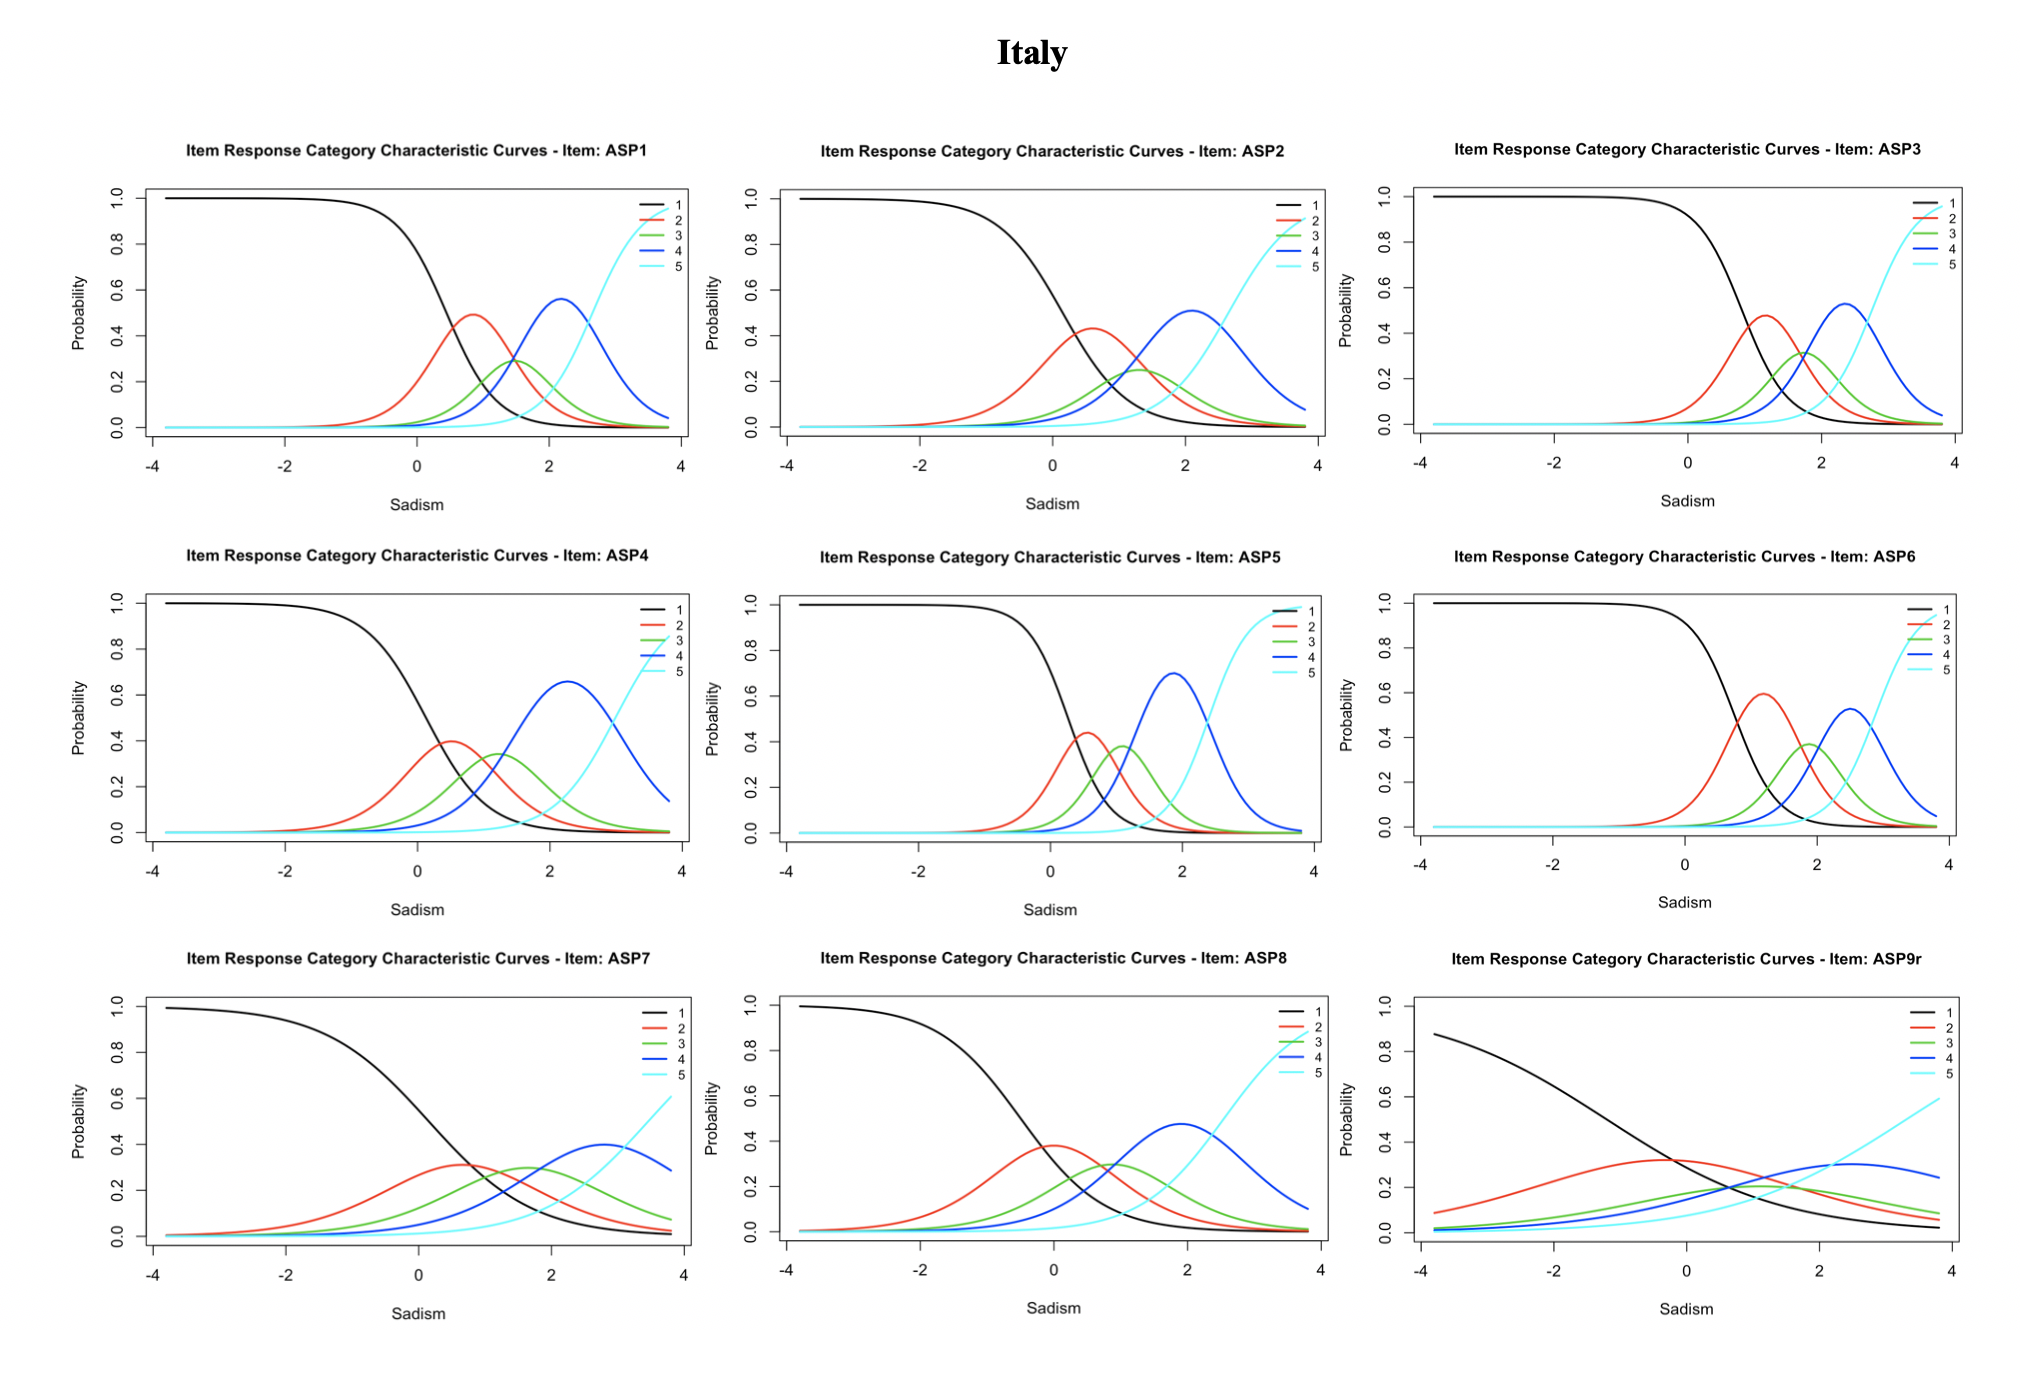 Italy
Item Response Category Characteristic Curves - Item: ASP1
Probability
0.0 0.2 0.4 0.6 0.8 1.0
1
2
3
4
5
-4 -2 0 2 4
Sadism
Item Response Category Characteristic Curves - Item: ASP2
Probability
0.0 0.2 0.4 0.6 0.8 1.0
1
2
3
4
5
-4 -2 0 2 4
Sadism
Item Response Category Characteristic Curves - Item: ASP3
Probability
0.0 0.2 0.4 0.6 0.8 1.0
1
2
3
4
5
-4 -2 0 2 4
Sadism
Item Response Category Characteristic Curves - Item: ASP4
Probability
0.0 0.2 0.4 0.6 0.8 1.0
1
2
3
4
5
-4 -2 0 2 4
Sadism
Item Response Category Characteristic Curves - Item: ASP5
Probability
0.0 0.2 0.4 0.6 0.8 1.0
1
2
3
4
5
-4 -2 0 2 4
Sadism
Item Response Category Characteristic Curves - Item: ASP6
Probability
0.0 0.2 0.4 0.6 0.8 1.0
1
2
3
4
5
-4 -2 0 2 4
Sadism
Item Response Category Characteristic Curves - Item: ASP7
Probability
0.0 0.2 0.4 0.6 0.8 1.0
1
2
3
4
5
-4 -2 0 2 4
Sadism
Item Response Category Characteristic Curves - Item: ASP8
Probability
0.0 0.2 0.4 0.6 0.8 1.0
1
2
3
4
5
-4 -2 0 2 4
Sadism
Item Response Category Characteristic Curves - Item: ASP9r
Probability
0.0 0.2 0.4 0.6 0.8 1.0
1
2
3
4
5
-4 -2 0 2 4
Sadism